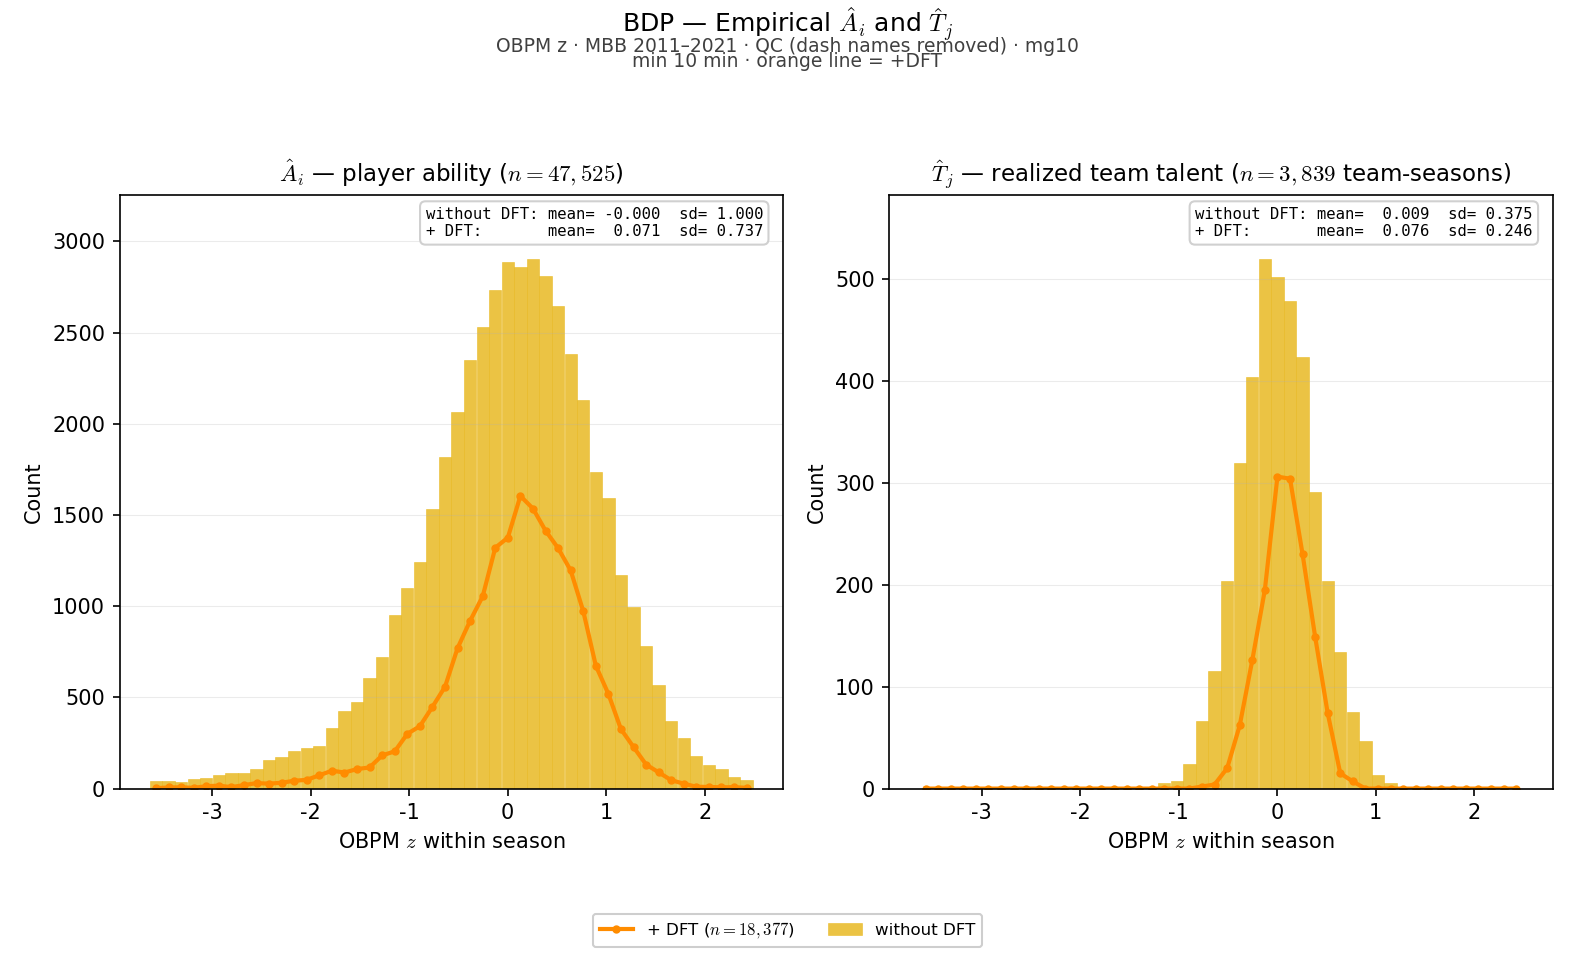 BDP — Empirical Âᵢ and T̂ⱼ
OBPM z · MBB 2011–2021 · QC (dash names removed) · mg10
min 10 min · orange line = +DFT
Âᵢ — player ability (n = 47,525)
without DFT: mean= -0.000 sd= 1.000
+ DFT: mean= 0.071 sd= 0.737
3000
2500
2000
1500
1000
500
0
Count
-3 -2 -1 0 1 2
OBPM z within season
T̂ⱼ — realized team talent (n = 3,839 team-seasons)
without DFT: mean= 0.009 sd= 0.375
+ DFT: mean= 0.076 sd= 0.246
500
400
300
200
100
0
Count
-3 -2 -1 0 1 2
OBPM z within season
+ DFT (n = 18,377)
without DFT